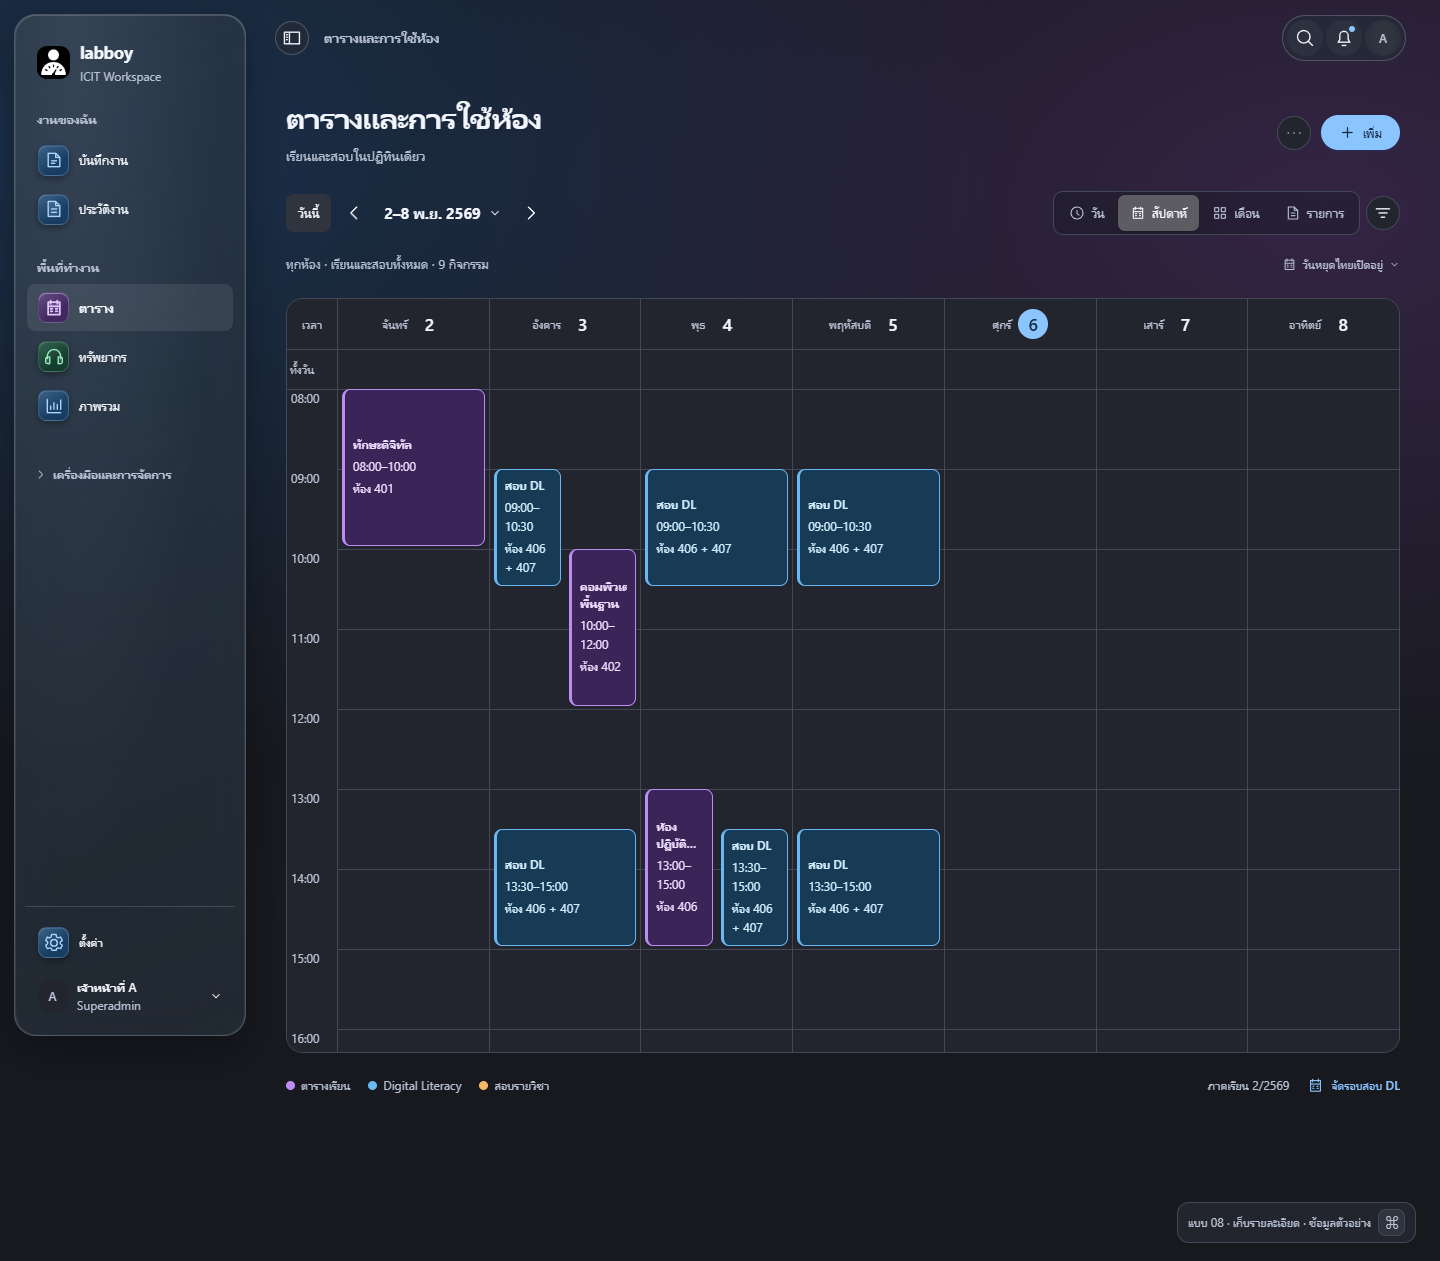 labboy
ICIT Workspace
งานของฉัน
บันทึกงาน
ประวัติงาน
พื้นที่ทำงาน
ตาราง
ทรัพยากร
ภาพรวม
เครื่องมือและการจัดการ
ตั้งค่า
A
เจ้าหน้าที่ A
Superadmin
ตารางและการใช้ห้อง
A
ตารางและการใช้ห้อง
เรียนและสอบในปฏิทินเดียว
เพิ่ม
วันนี้
2–8 พ.ย. 2569
วัน
สัปดาห์
เดือน
รายการ
ทุกห้อง · เรียนและสอบทั้งหมด · 9 กิจกรรม
วันหยุดไทยเปิดอยู่
เวลา
จันทร์ 2
อังคาร 3
พุธ 4
พฤหัสบดี 5
ศุกร์ 6
เสาร์ 7
อาทิตย์ 8
ทั้งวัน
08:00
09:00
10:00
11:00
12:00
13:00
14:00
15:00
16:00
ทักษะดิจิทัล
08:00–10:00
ห้อง 401
สอบ DL
09:00–
10:30
ห้อง 406
+ 407
คอมพิวเต
พื้นฐาน
10:00–
12:00
ห้อง 402
สอบ DL
13:30–15:00
ห้อง 406 + 407
สอบ DL
09:00–10:30
ห้อง 406 + 407
ห้อง
ปฏิบัติ...
13:00–
15:00
ห้อง 406
สอบ DL
13:30–
15:00
ห้อง 406
+ 407
สอบ DL
09:00–10:30
ห้อง 406 + 407
สอบ DL
13:30–15:00
ห้อง 406 + 407
ตารางเรียน
Digital Literacy
สอบรายวิชา
ภาคเรียน 2/2569
จัดรอบสอบ DL
แบบ 08 · เก็บรายละเอียด · ข้อมูลตัวอย่าง